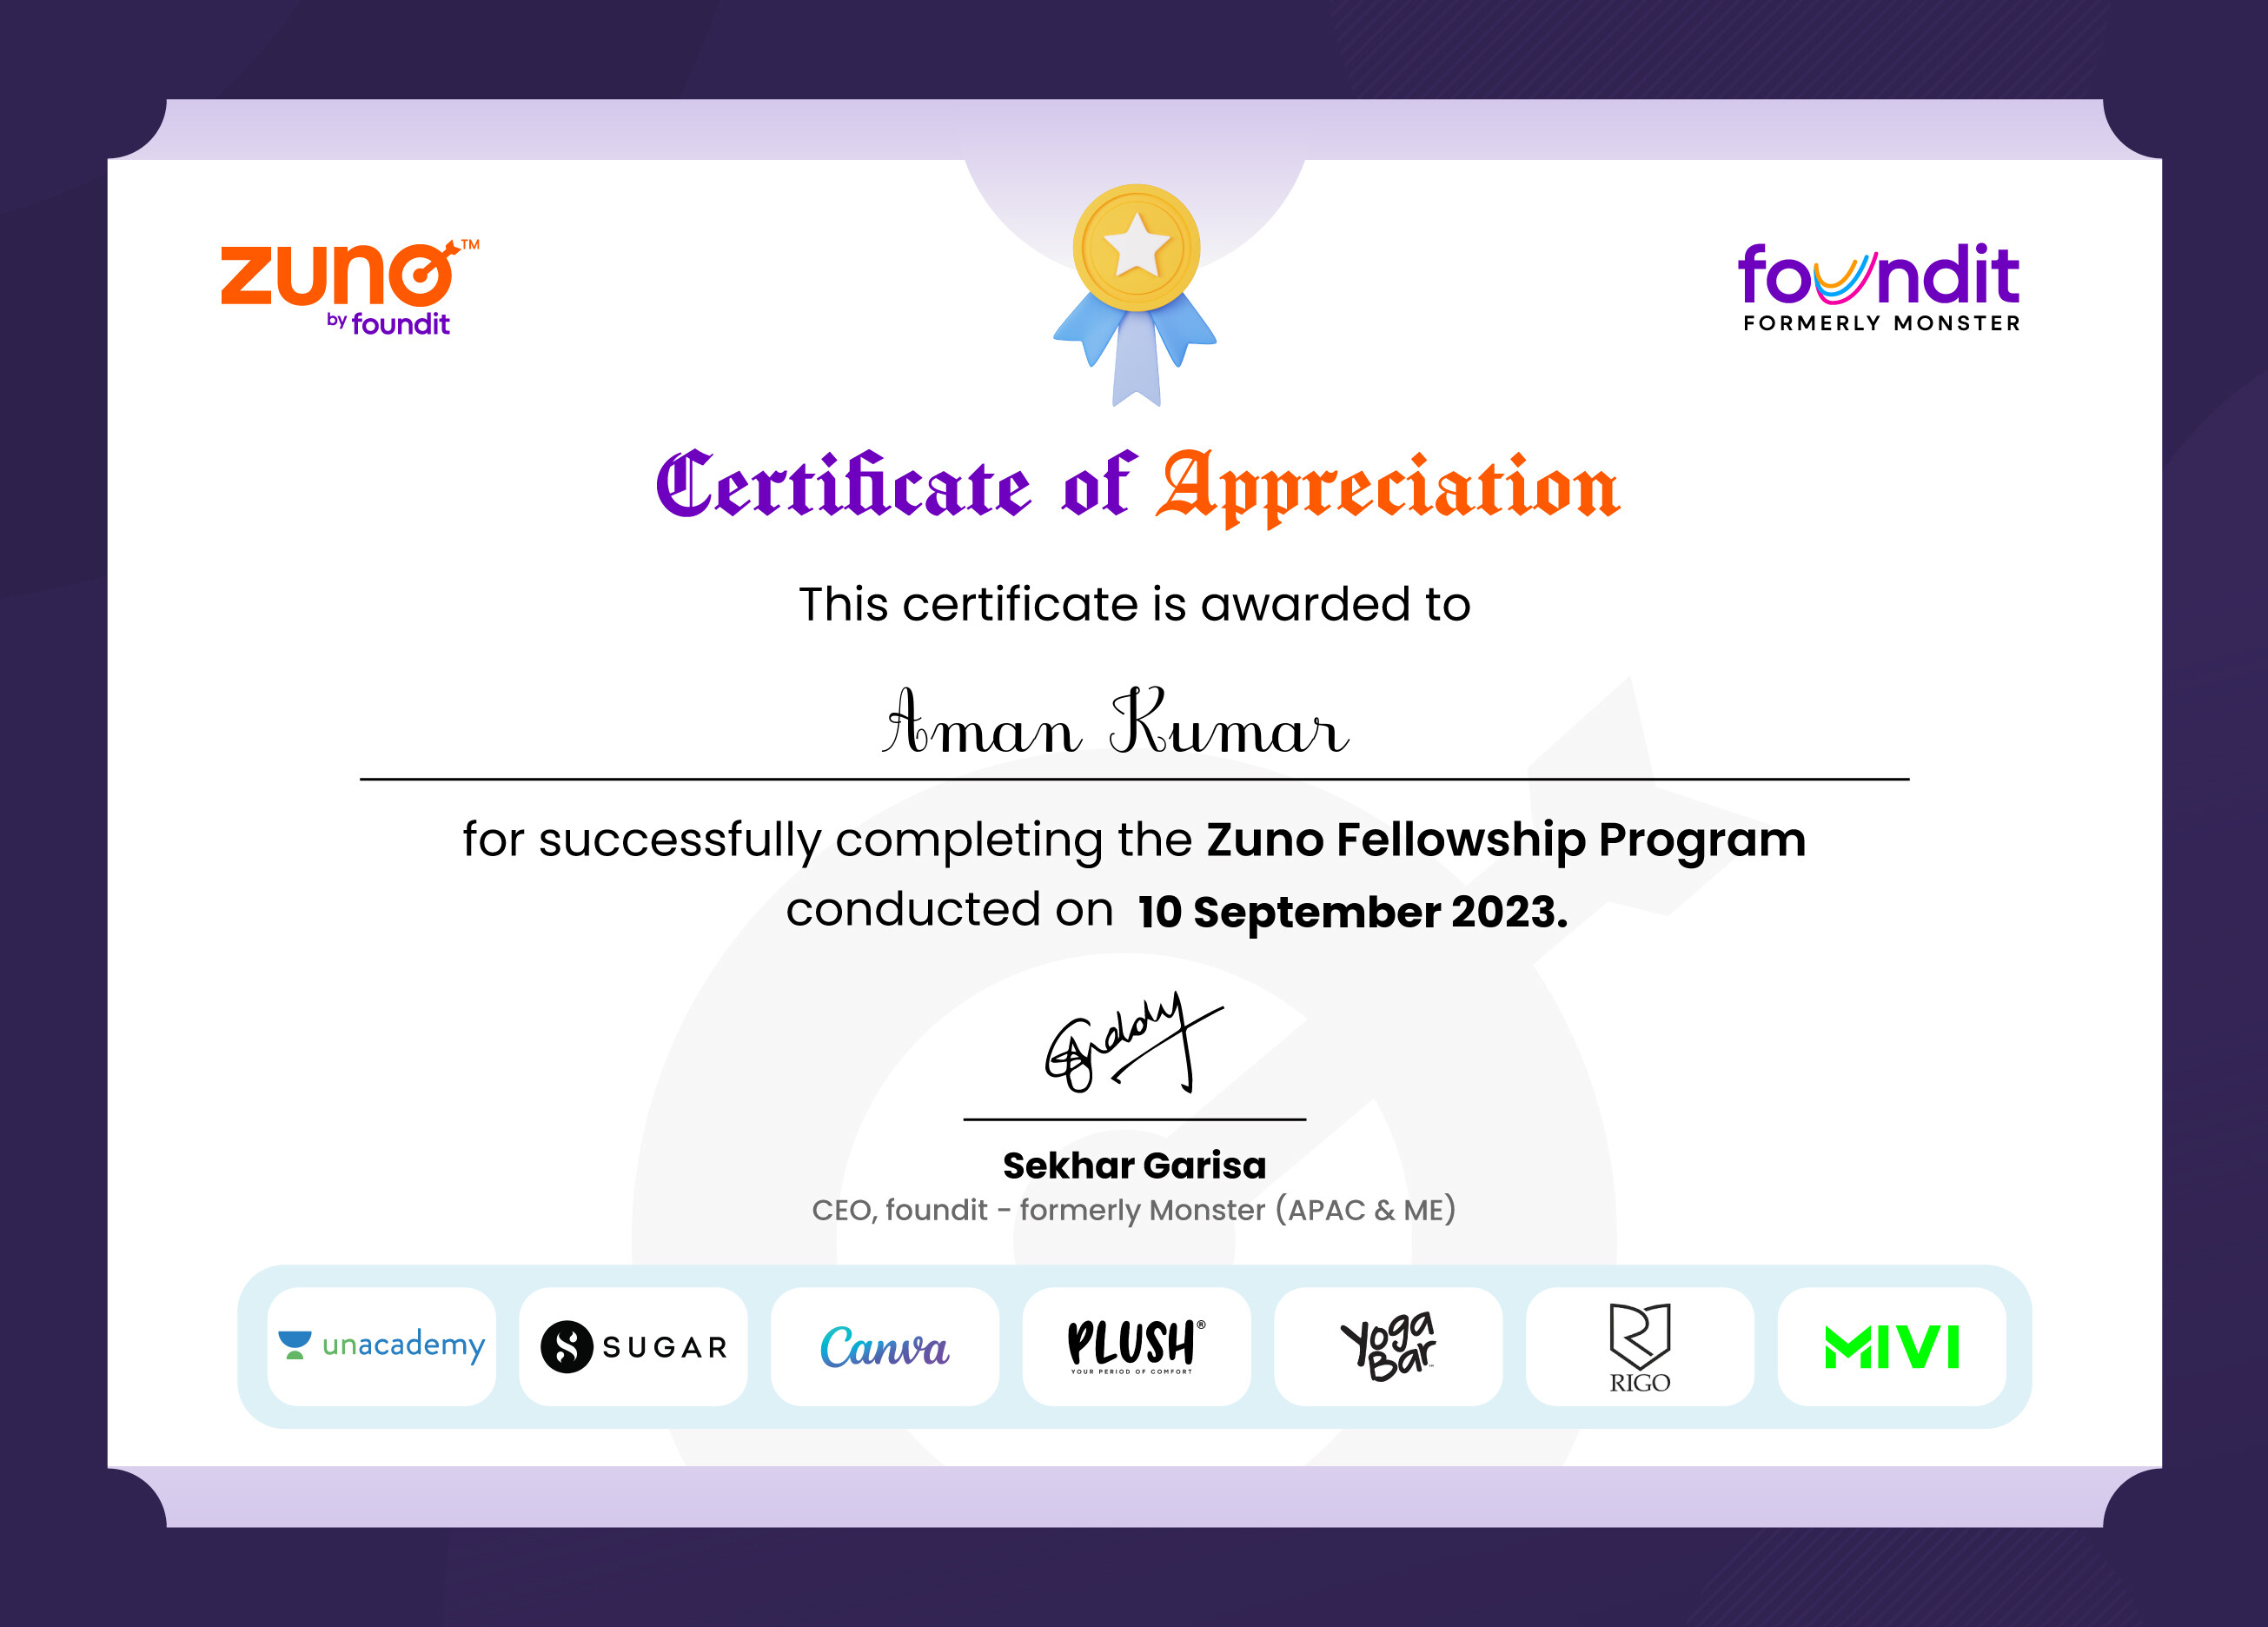 zuno™
by foundit
foundit
FORMERLY MONSTER
Certificate of Appreciation
This certificate is awarded to
Aman Kumar
for successfully completing the Zuno Fellowship Program
conducted on 10 September 2023.
Sekhar Garisa
CEO, foundit - formerly Monster (APAC & ME)
unacademy
SUGAR
Canva
PLUSH®
YOUR PERIOD OF COMFORT
Yoga
Bar
RIGO
MIVI